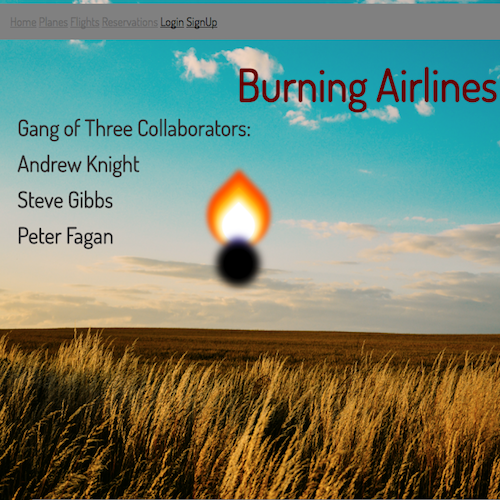 Home Planes Flights Reservations Login SignUp
Burning Airlines
Gang of Three Collaborators:
Andrew Knight
Steve Gibbs
Peter Fagan